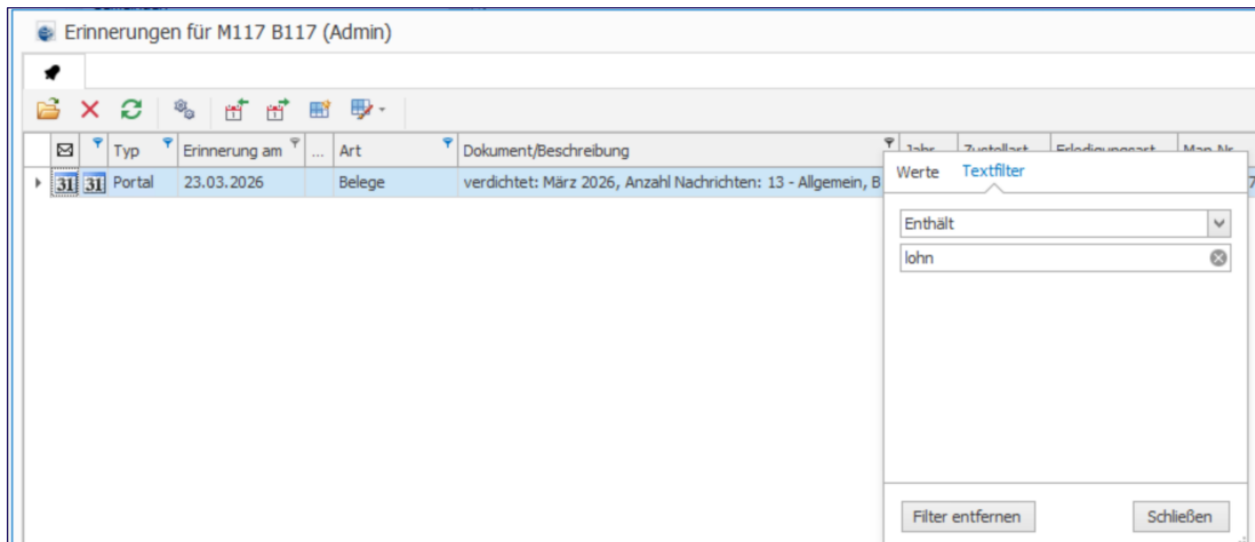 Erinnerungen für M117 B117 (Admin)
Typ Erinnerung am ... Art Dokument/Beschreibung Jahr Zustellart Erledigungsart Man.Nr.
31 31 Portal 23.03.2026 Belege verdichtet: März 2026, Anzahl Nachrichten: 13 - Allgemein, B
Werte Textfilter
Enthält
lohn
Filter entfernen Schließen